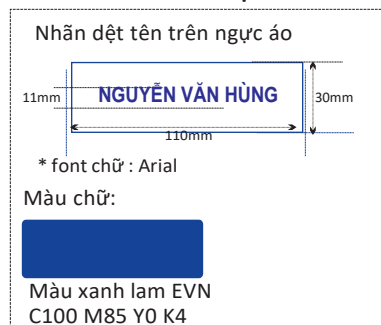 Nhãn dệt tên trên ngực áo
11mm
NGUYỄN VĂN HÙNG
30mm
110mm
* font chữ : Arial
Màu chữ:
Màu xanh lam EVN
C100 M85 Y0 K4